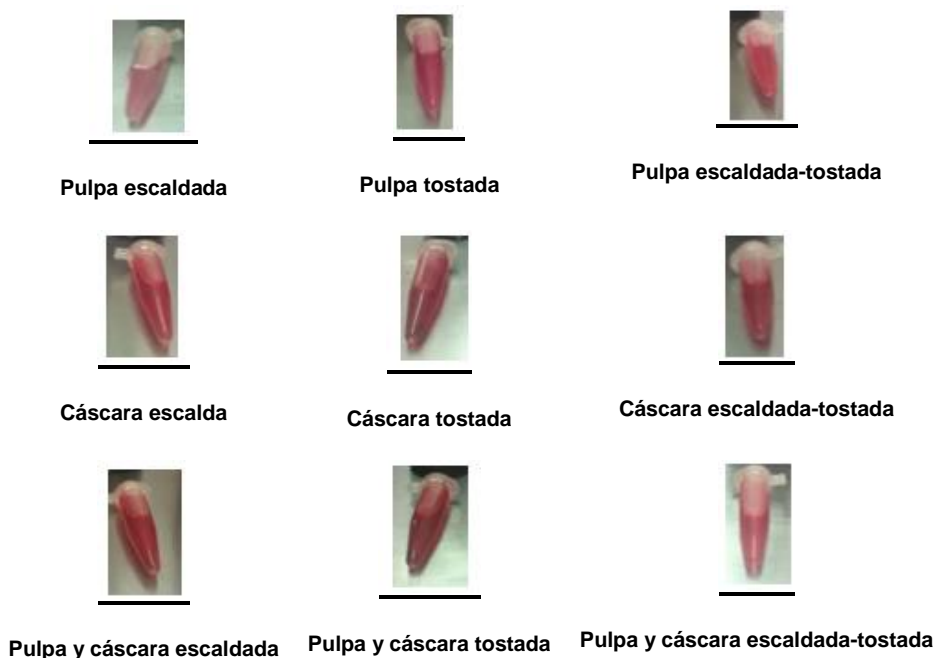 Pulpa escaldada
Pulpa tostada
Pulpa escaldada-tostada
Cáscara escalda
Cáscara tostada
Cáscara escaldada-tostada
Pulpa y cáscara escaldada
Pulpa y cáscara tostada
Pulpa y cáscara escaldada-tostada